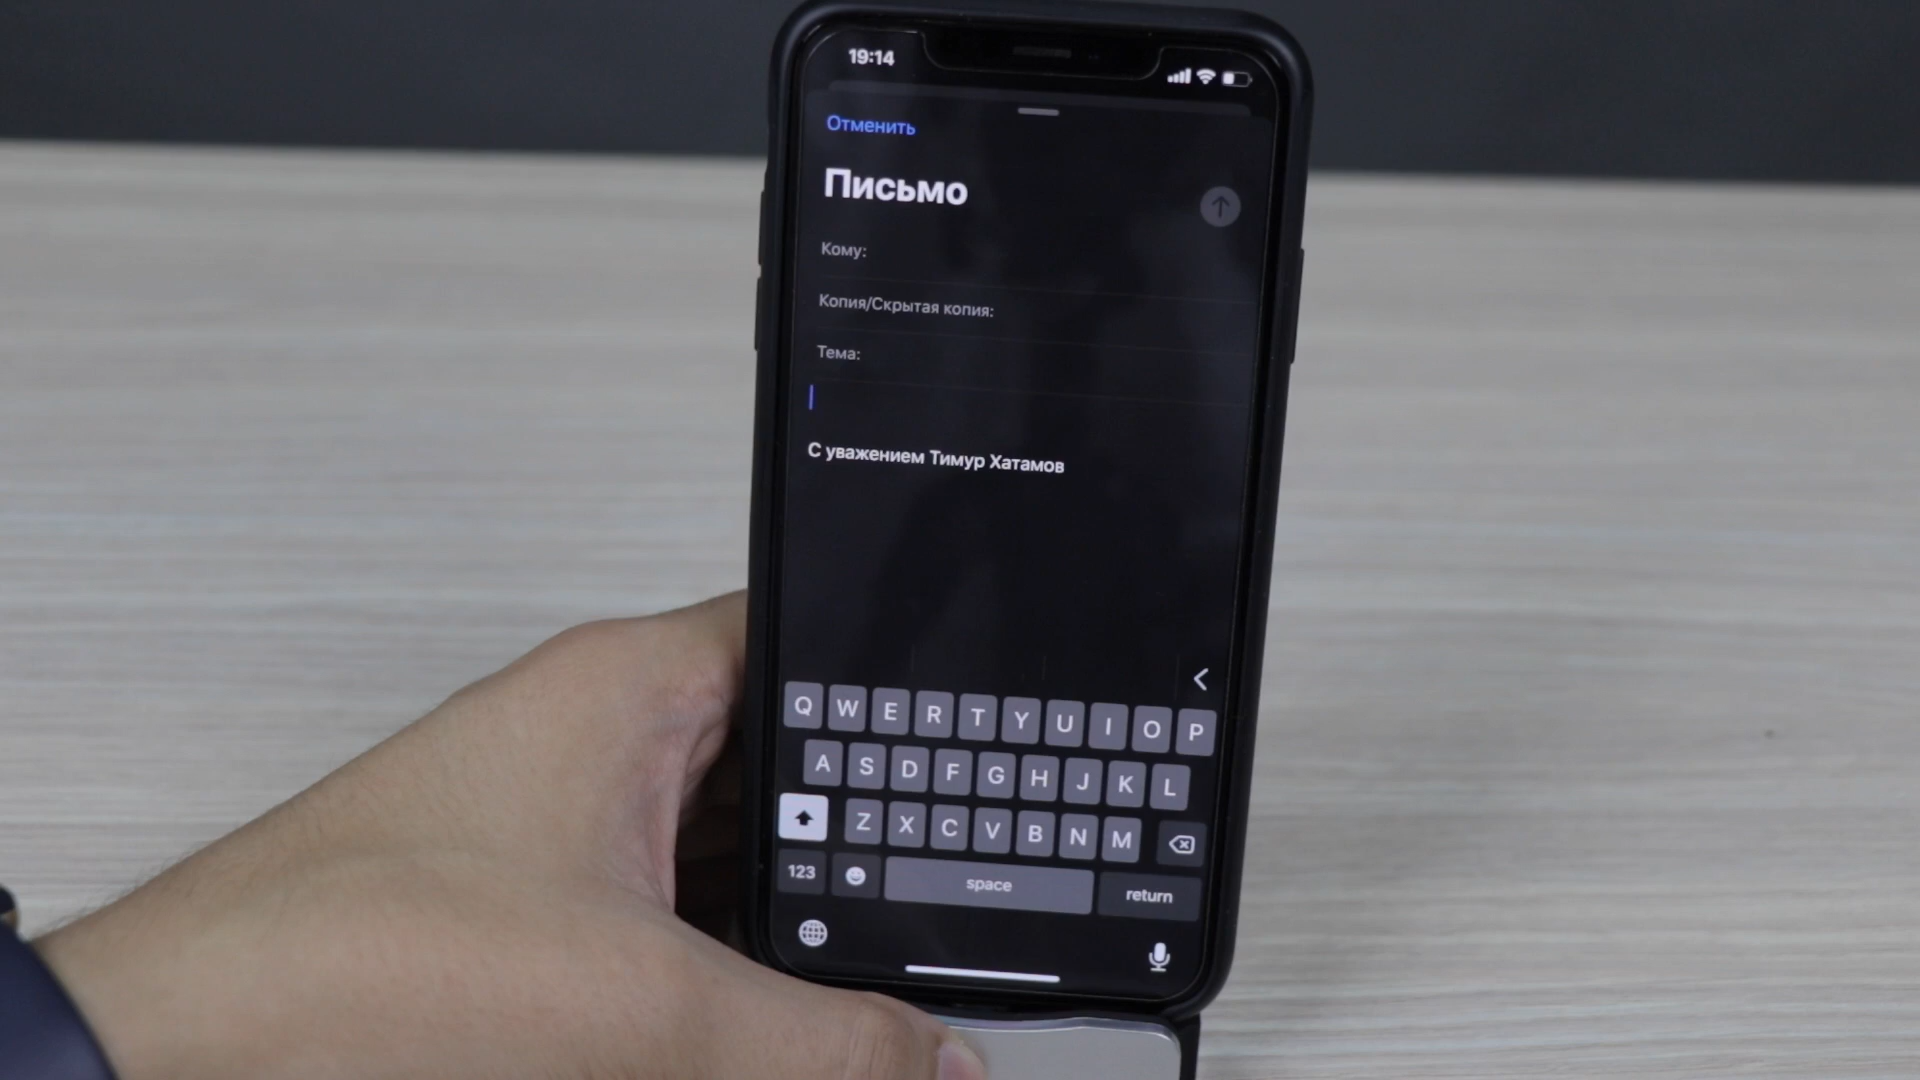 19:14
Отменить
Письмо
Кому:
Копия/Скрытая копия:
Тема:
С уважением Тимур Хатамов
Q W E R T Y U I O P
A S D F G H J K L
Z X C V B N M
123 space return